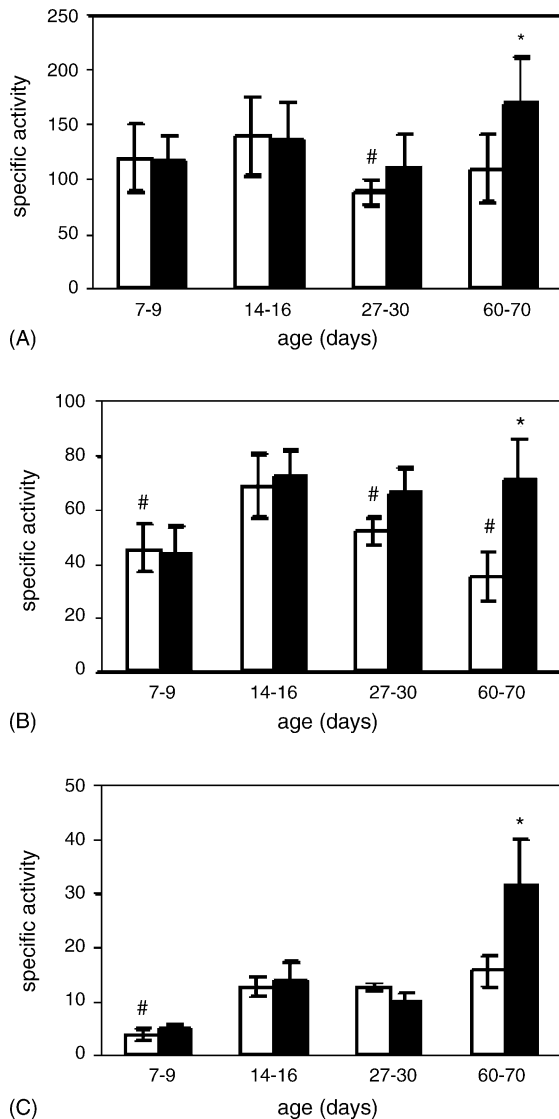 250
200
150
100
50
0
specific activity
#
*
7-9 14-16 27-30 60-70
(A) age (days)
100
80
60
40
20
0
specific activity
#
#
#
*
7-9 14-16 27-30 60-70
(B) age (days)
50
40
30
20
10
0
specific activity
#
*
7-9 14-16 27-30 60-70
(C) age (days)